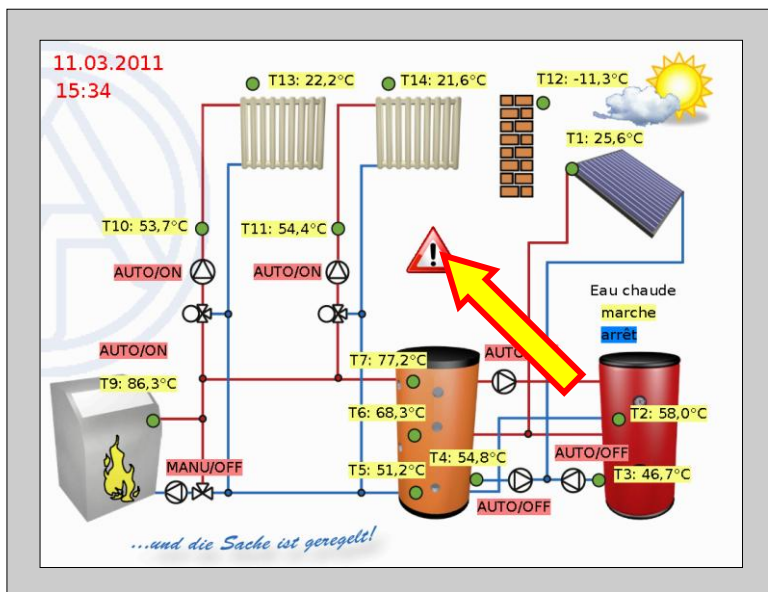 11.03.2011
15:34
T13: 22,2°C
T14: 21,6°C
T12: -11,3°C
T1: 25,6°C
T10: 53,7°C
T11: 54,4°C
AUTO/ON
AUTO/ON
Eau chaude
marche
arrêt
AUTO/ON
T7: 77,2°C
AUTO
T9: 86,3°C
T6: 68,3°C
T2: 58,0°C
T4: 54,8°C
AUTO/OFF
MANU/OFF
T5: 51,2°C
T3: 46,7°C
AUTO/OFF
...und die Sache ist geregelt!